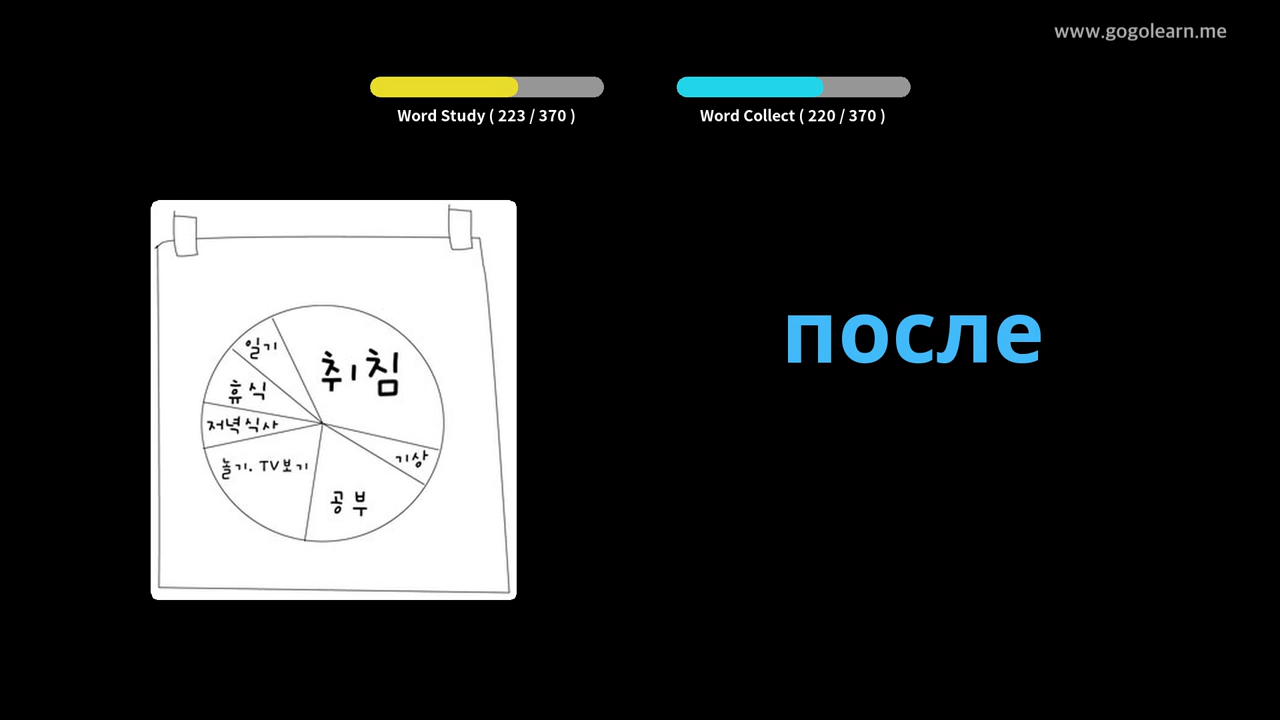 www.gogolearn.me
Word Study ( 223 / 370 )
Word Collect ( 220 / 370 )
일기
취침
휴식
저녁식사
놀기. TV보기
기상
공부
после